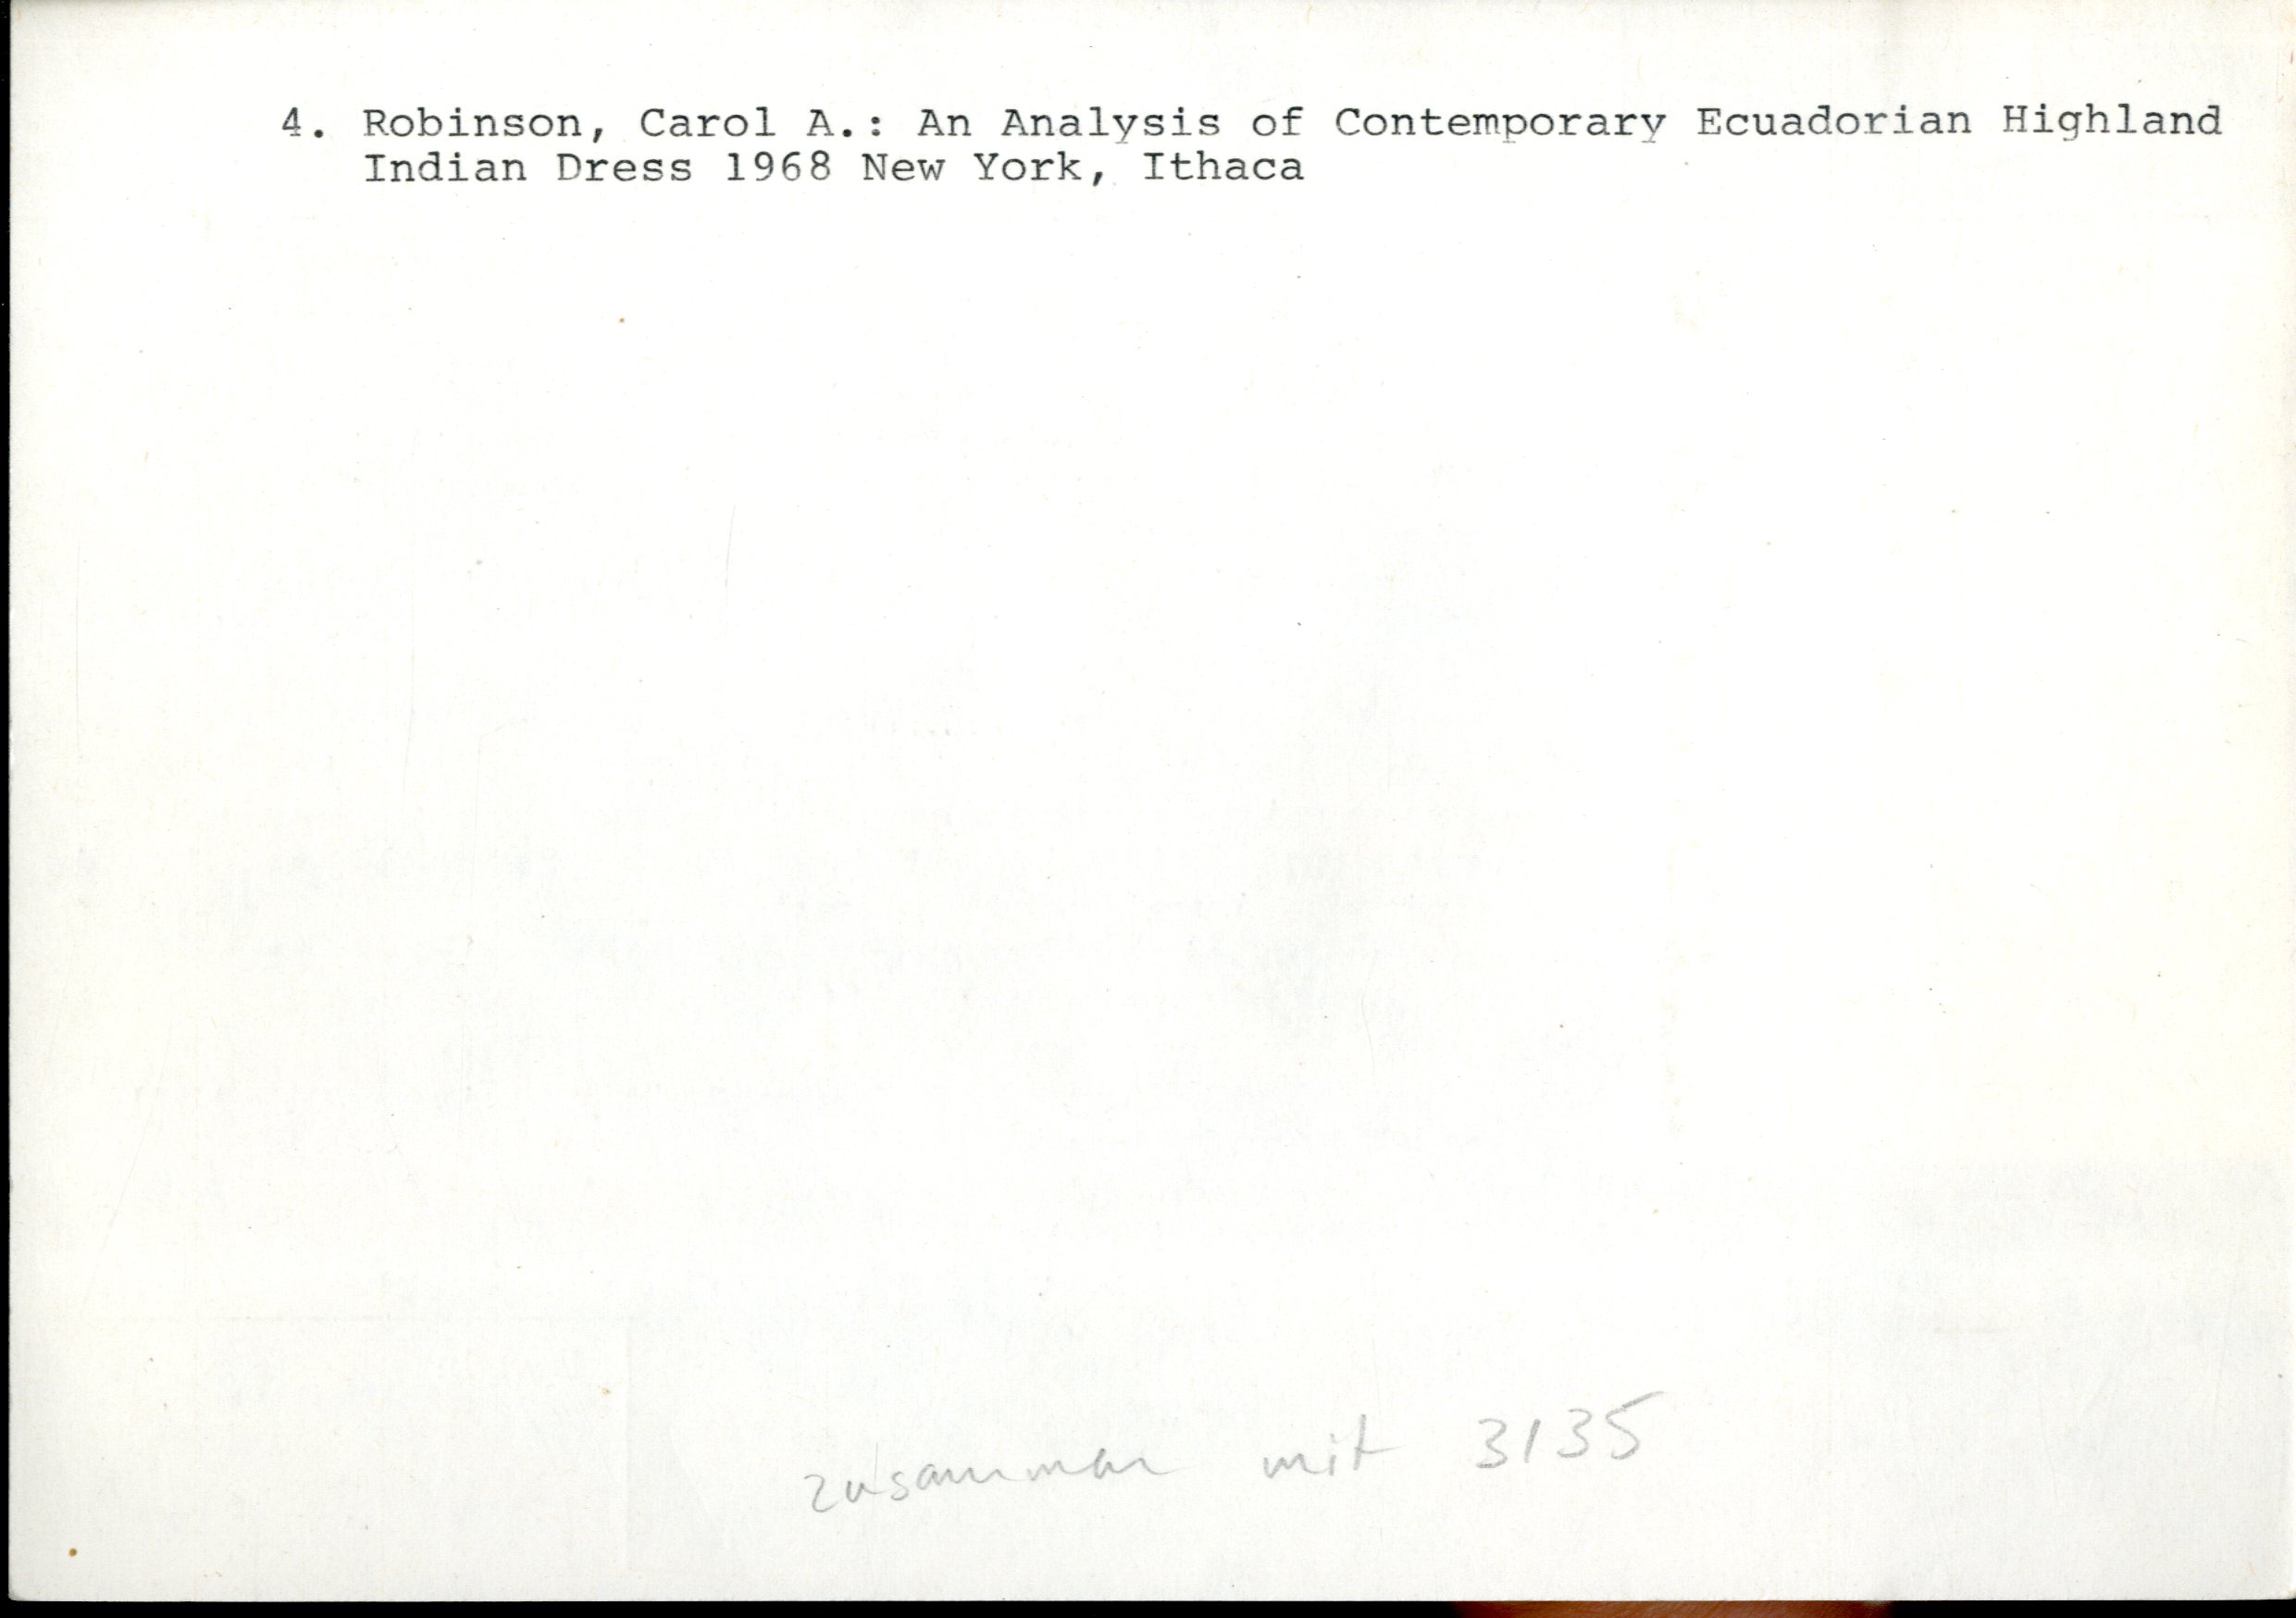 4. Robinson, Carol A.: An Analysis of Contemporary Ecuadorian Highland
Indian Dress 1968 New York, Ithaca
zusammen mit 3135